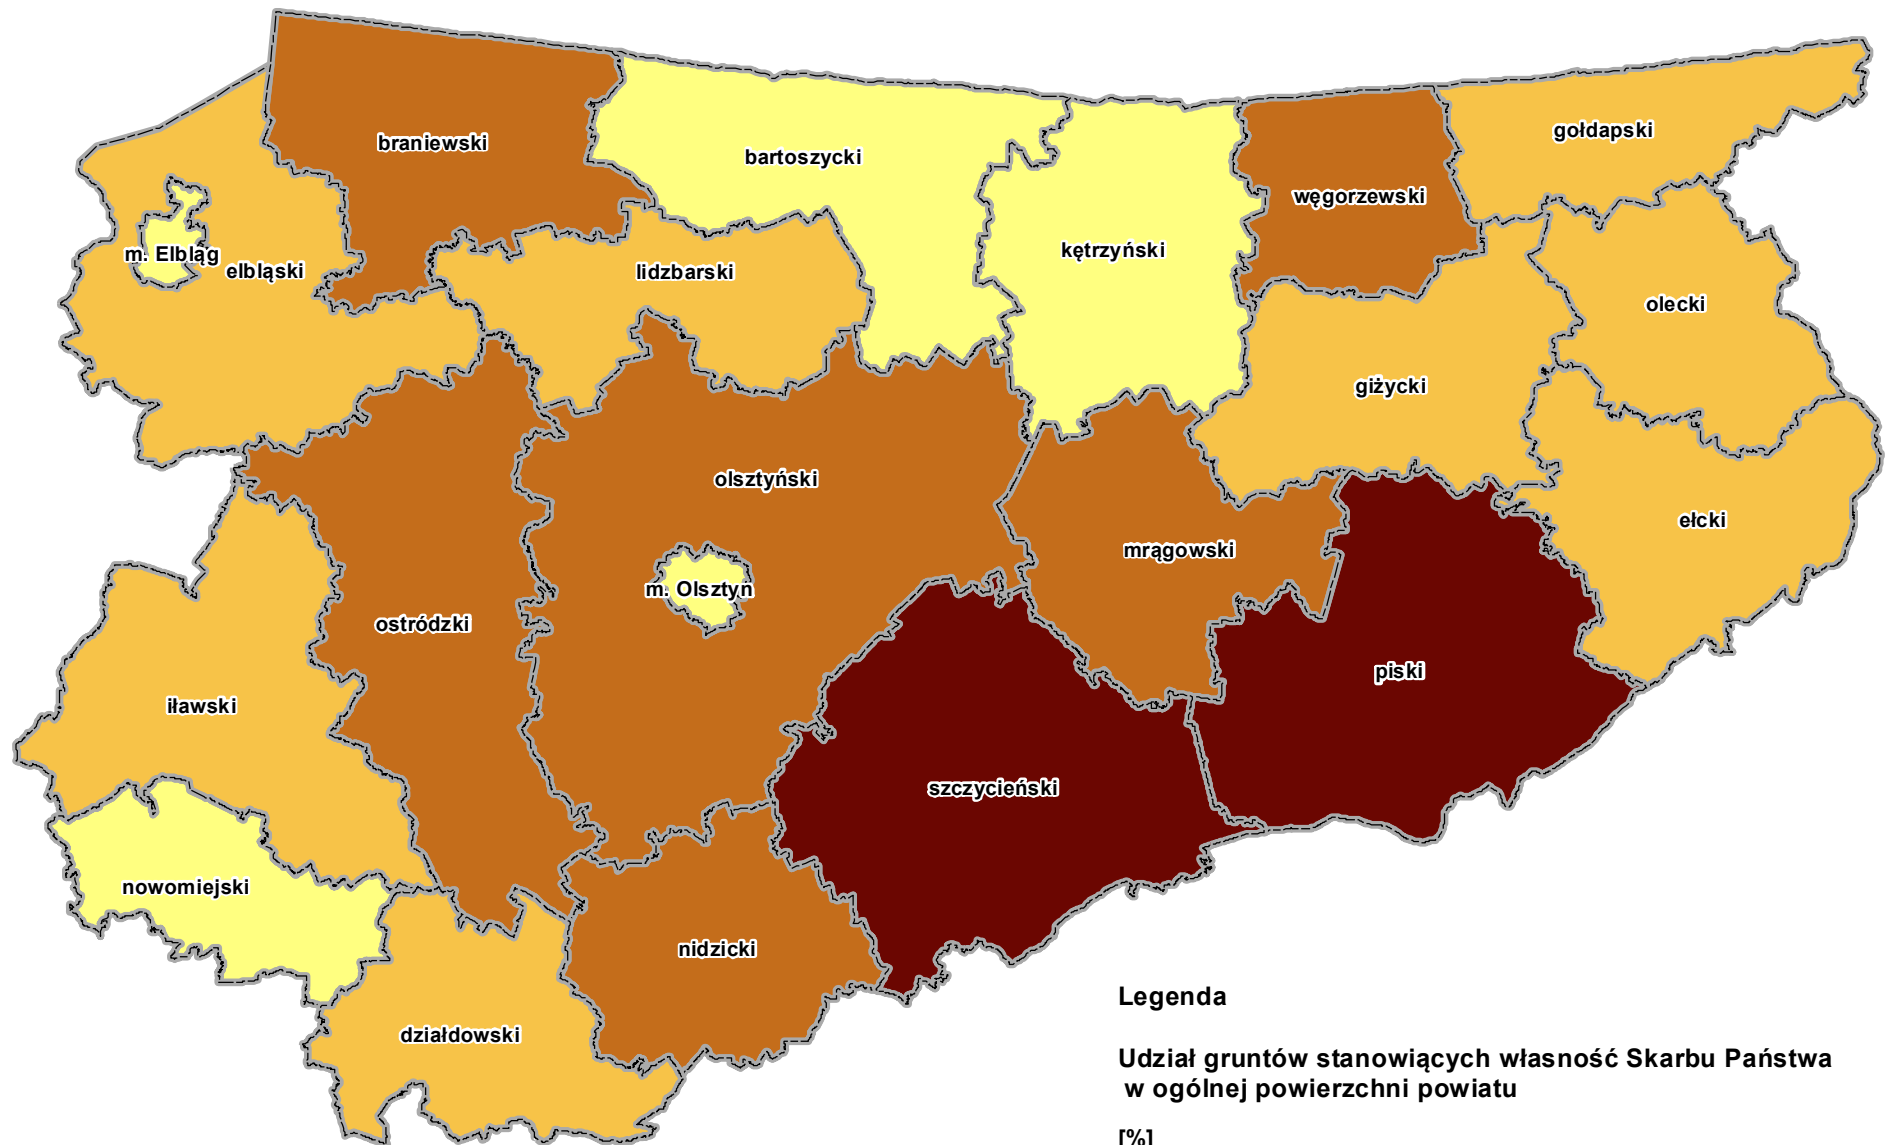 braniewski
bartoszycki
gołdapski
węgorzewski
m. Elbląg
elbląski
lidzbarski
kętrzyński
olecki
giżycki
olsztyński
ełcki
mrągowski
m. Olsztyn
ostródzki
piski
iławski
szczycieński
nowomiejski
nidzicki
działdowski
Legenda
Udział gruntów stanowiących własność Skarbu Państwa
w ogólnej powierzchni powiatu
[%]